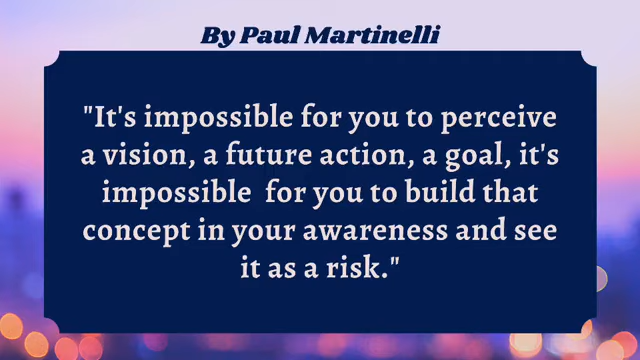 By Paul Martinelli
"It's impossible for you to perceive
a vision, a future action, a goal, it's
impossible  for you to build that
concept in your awareness and see
it as a risk."